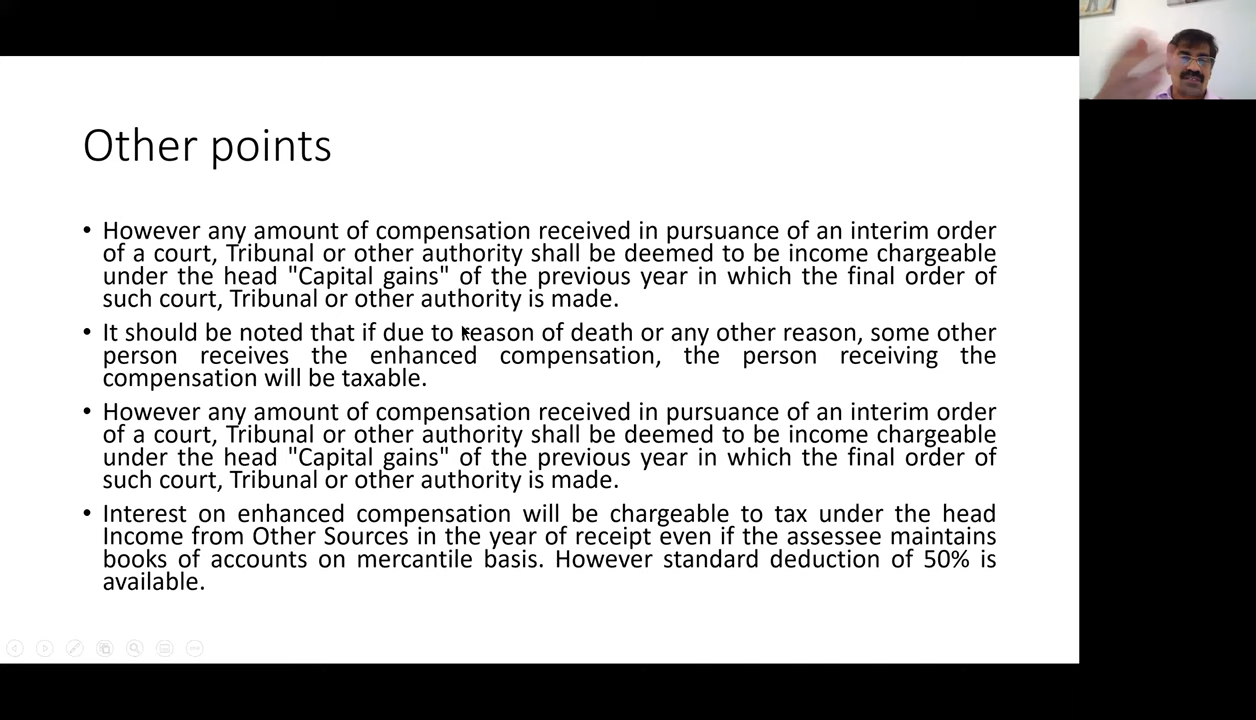 Other points
• However any amount of compensation received in pursuance of an interim order
of a court, Tribunal or other authority shall be deemed to be income chargeable
under the head "Capital gains" of the previous year in which the final order of
such court, Tribunal or other authority is made.
• It should be noted that if due to reason of death or any other reason, some other
person receives the enhanced compensation, the person receiving the
compensation will be taxable.
• However any amount of compensation received in pursuance of an interim order
of a court, Tribunal or other authority shall be deemed to be income chargeable
under the head "Capital gains" of the previous year in which the final order of
such court, Tribunal or other authority is made.
• Interest on enhanced compensation will be chargeable to tax under the head
Income from Other Sources in the year of receipt even if the assessee maintains
books of accounts on mercantile basis. However standard deduction of 50% is
available.